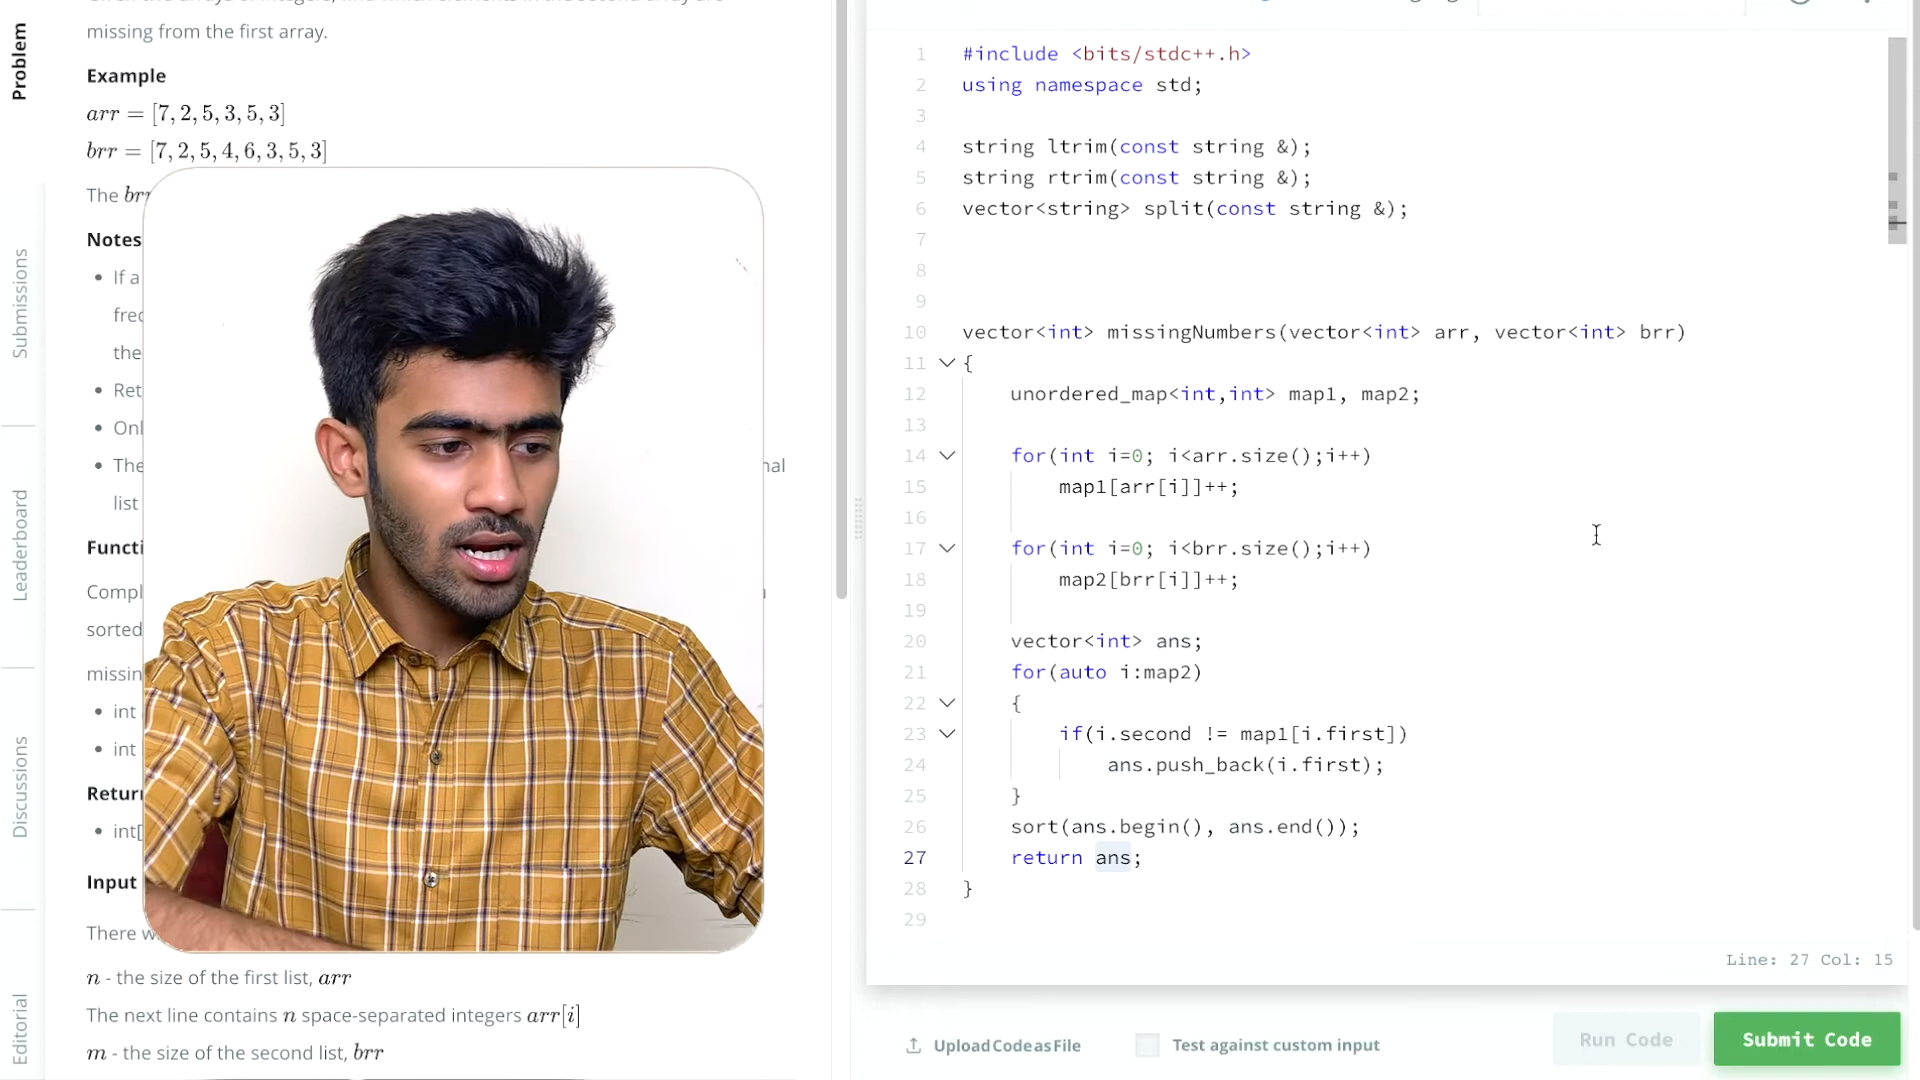 Problem
Submissions
Leaderboard
Discussions
Editorial
missing from the first array.
Example
arr = [7, 2, 5, 3, 5, 3]
brr = [7, 2, 5, 4, 6, 3, 5, 3]
The brr
Notes
If a
the
Ret
The
list
sorted
int
int
int[
Input
There
n - the size of the first list, arr
The next line contains n space-separated integers arr[i]
m - the size of the second list, brr
1 #include <bits/stdc++.h>
2 using namespace std;
3
4 string ltrim(const string &);
5 string rtrim(const string &);
6 vector<string> split(const string &);
7
8
9
10 vector<int> missingNumbers(vector<int> arr, vector<int> brr)
11 {
12 unordered_map<int,int> map1, map2;
13
14 for(int i=0; i<arr.size();i++)
15 map1[arr[i]]++;
16
17 for(int i=0; i<brr.size();i++)
18 map2[brr[i]]++;
19
20 vector<int> ans;
21 for(auto i:map2)
22 {
23 if(i.second != map1[i.first])
24 ans.push_back(i.first);
25 }
26 sort(ans.begin(), ans.end());
27 return ans;
28 }
29
Line: 27 Col: 15
Upload Code as File
Test against custom input
Run Code
Submit Code